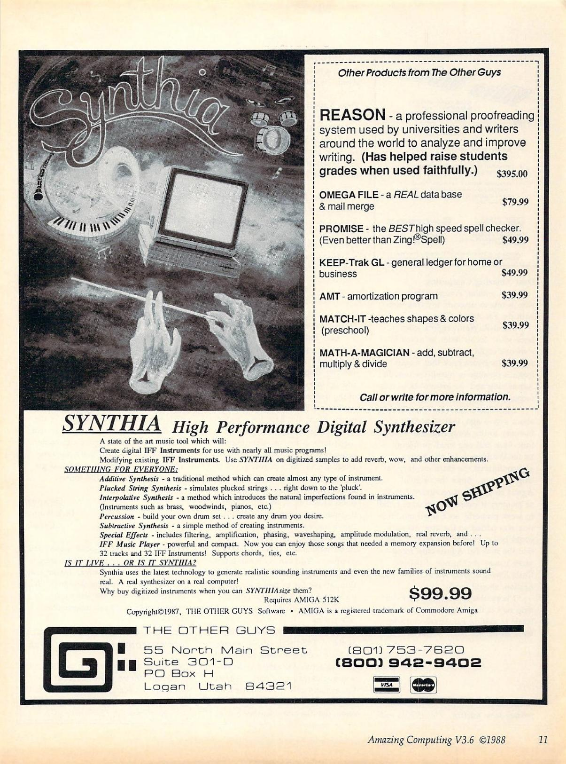 Synthia
Other Products from The Other Guys
REASON - a professional proofreading
system used by universities and writers
around the world to analyze and improve
writing. (Has helped raise students
grades when used faithfully.) $395.00
OMEGA FILE - a REAL data base
& mail merge $79.99
PROMISE - the BEST high speed spell checker.
(Even better than Zing!®Spell) $49.99
KEEP-Trak GL - general ledger for home or
business $49.99
AMT - amortization program $39.99
MATCH-IT -teaches shapes & colors
(preschool) $39.99
MATH-A-MAGICIAN - add, subtract,
multiply & divide $39.99
Call or write for more information.
SYNTHIA High Performance Digital Synthesizer
A state of the art music tool which will:
Create digital IFF Instruments for use with nearly all music programs!
Modifying existing IFF Instruments. Use SYNTHIA on digitized samples to add reverb, wow, and other enhancements.
SOMETHING FOR EVERYONE:
Additive Synthesis - a traditional method which can create almost any type of instrument.
Plucked String Synthesis - simulates plucked strings . . . right down to the 'pluck'.
Interpolative Synthesis - a method which introduces the natural imperfections found in instruments.
(Instruments such as brass, woodwinds, pianos, etc.)
Percussion - build your own drum set . . . create any drum you desire.
Subtractive Synthesis - a simple method of creating instruments.
Special Effects - includes filtering, amplification, phasing, waveshaping, amplitude modulation, real reverb, and . . .
IFF Music Player - powerful and compact. Now you can enjoy those songs that needed a memory expansion before! Up to
32 tracks and 32 IFF Instruments! Supports chords, ties, etc.
NOW SHIPPING
IS IT LIVE . . . OR IS IT SYNTHIA?
Synthia uses the latest technology to generate realistic sounding instruments and even the new families of instruments sound
real. A real synthesizer on a real computer!
Why buy digitized instruments when you can SYNTHIAsize them? $99.99
Requires AMIGA 512K
Copyright©1987, THE OTHER GUYS Software • AMIGA is a registered trademark of Commodore Amiga
THE OTHER GUYS
55 North Main Street
Suite 301-D
PO Box H
Logan Utah 84321
(801) 753-7620
(800) 942-9402
VISA MasterCard
Amazing Computing V3.6 ©1988 11